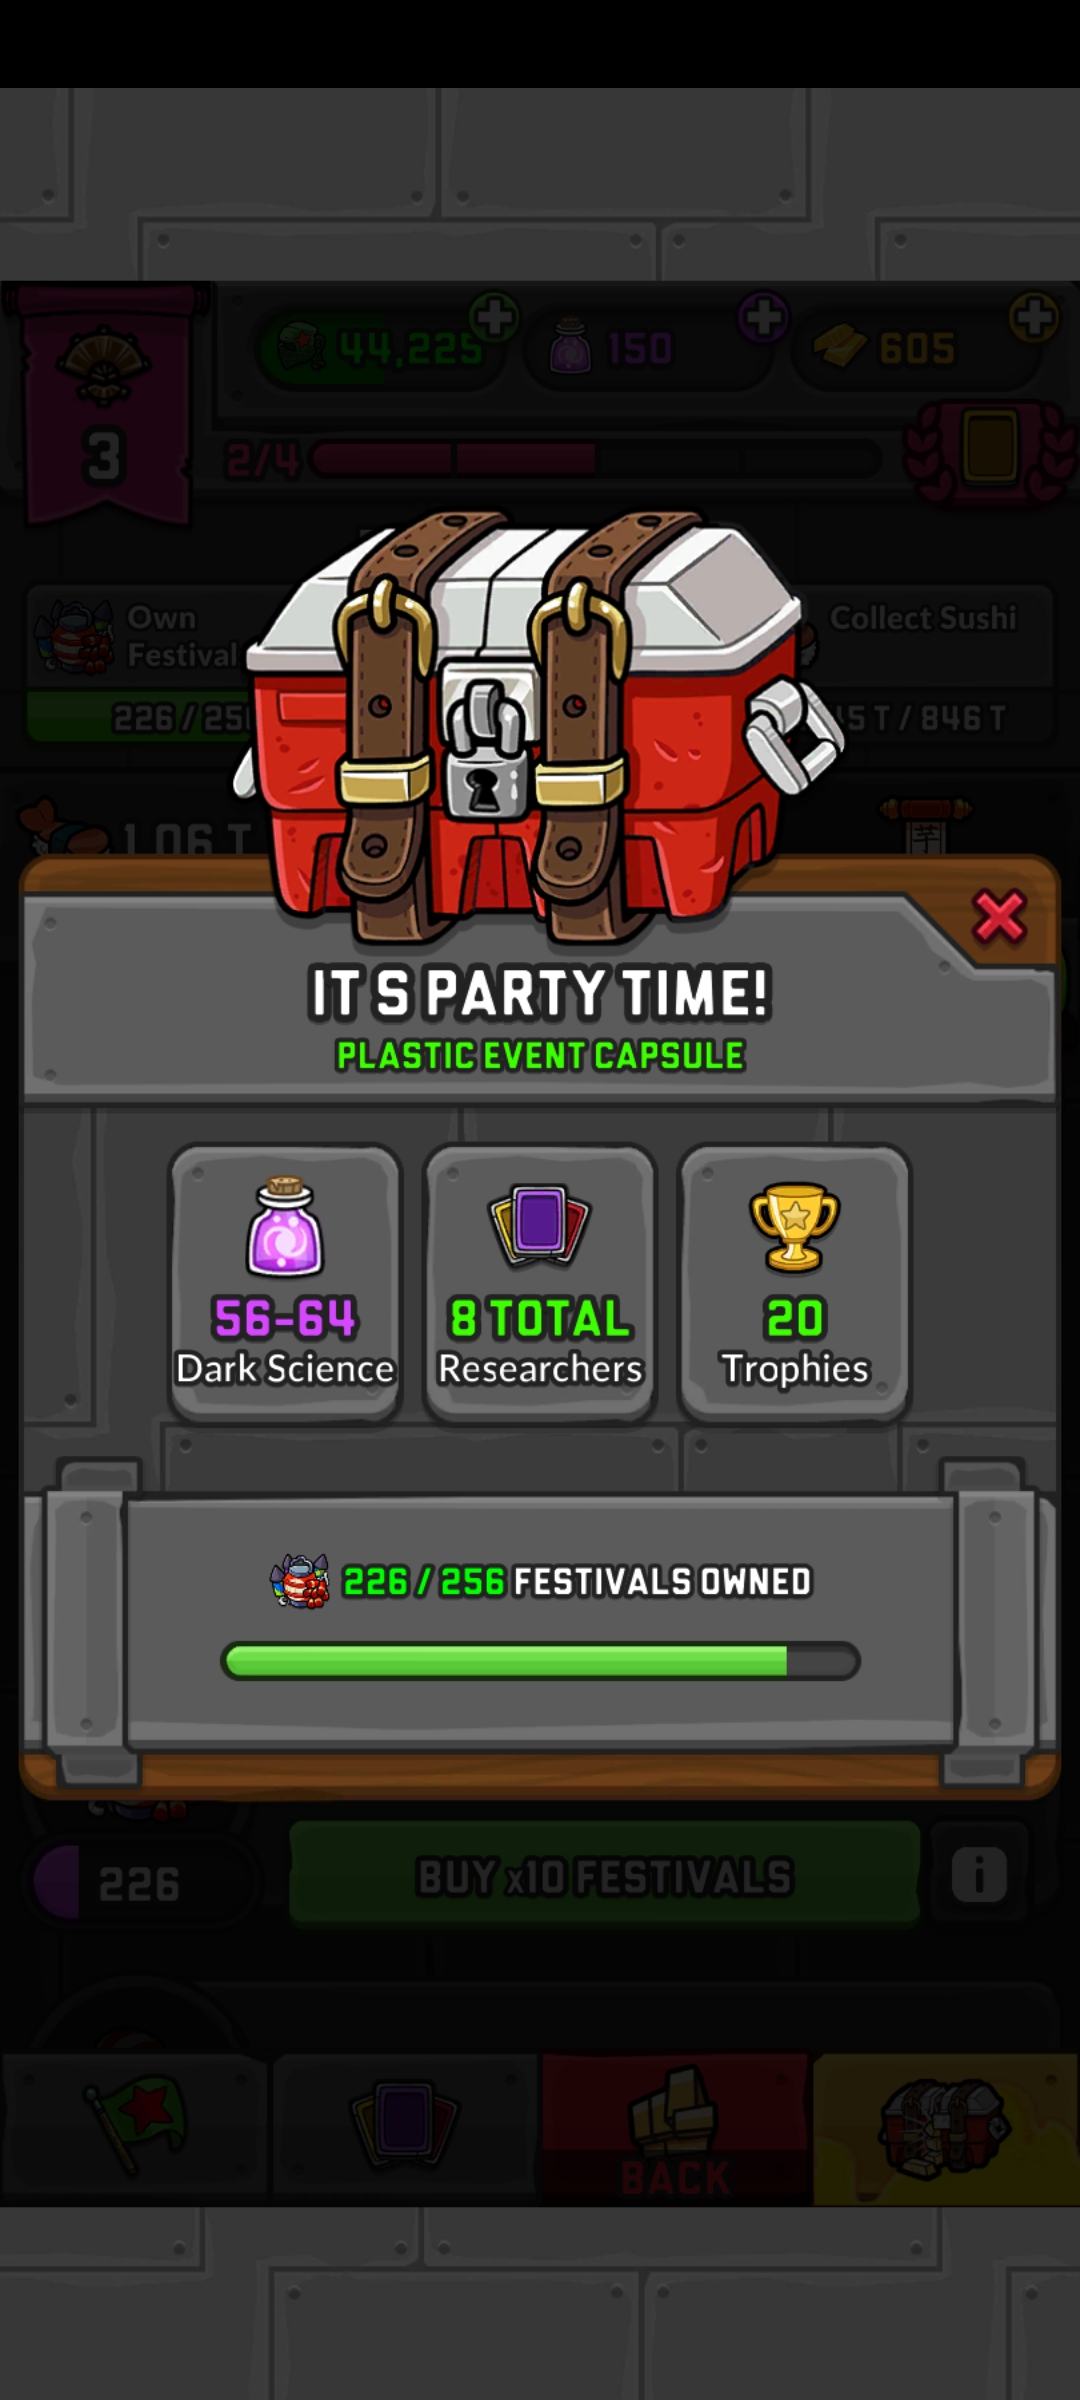 44,225
150
605
3
2/4
Own
Festival
Collect Sushi
226 / 25
5 T / 846 T
1.06 T
IT S PARTY TIME!
PLASTIC EVENT CAPSULE
56-64
Dark Science
8 TOTAL
Researchers
20
Trophies
226 / 256 FESTIVALS OWNED
226
BUY x10 FESTIVALS
i
BACK